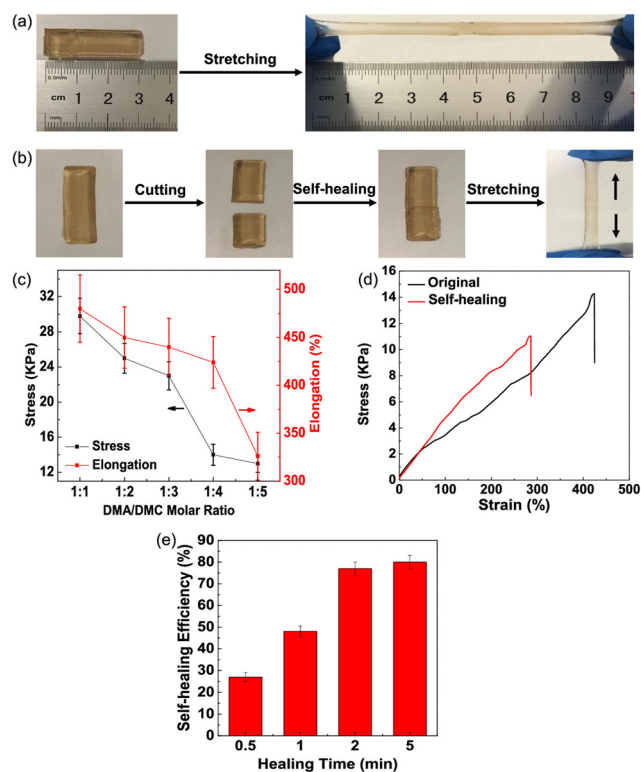 (a)
0.5mm
cm 1 2 3 4
mm
Stretching
cm 1 2 3 4 5 6 7 8 9
(b)
Cutting
Self-healing
Stretching
(c)
Stress (KPa)
32
28
24
20
16
12
500
450
400
350
300
Elongation (%)
Stress
Elongation
1:1 1:2 1:3 1:4 1:5
DMA/DMC Molar Ratio
(d)
Stress (KPa)
16
14
12
10
8
6
4
2
0
Original
Self-healing
0 100 200 300 400 500
Strain (%)
(e)
Self-healing Efficiency (%)
90
80
70
60
50
40
30
20
10
0
0.5 1 2 5
Healing Time (min)